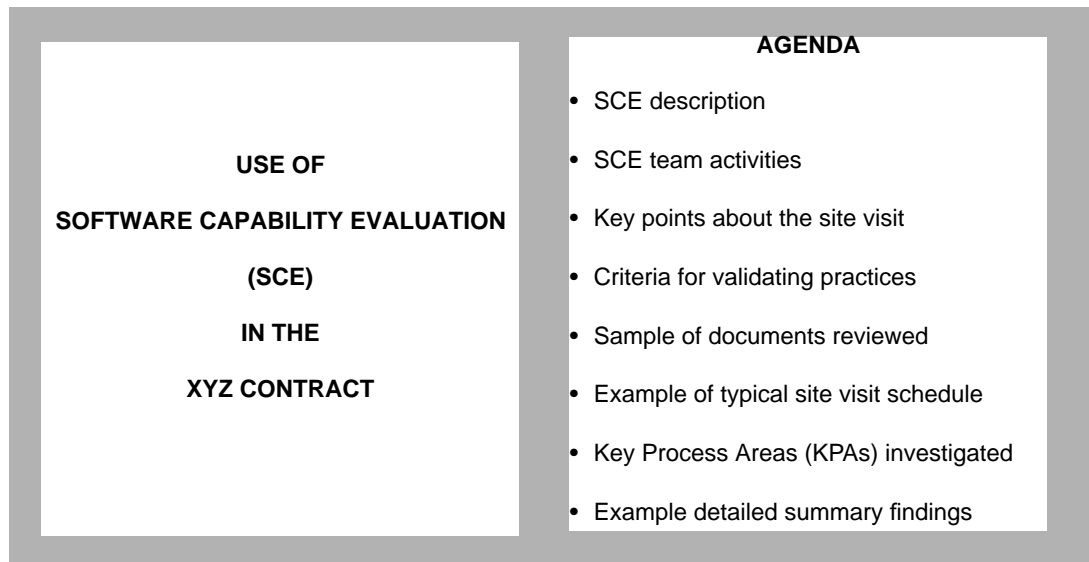 USE OF
SOFTWARE CAPABILITY EVALUATION
(SCE)
IN THE
XYZ CONTRACT
AGENDA
• SCE description
• SCE team activities
• Key points about the site visit
• Criteria for validating practices
• Sample of documents reviewed
• Example of typical site visit schedule
• Key Process Areas (KPAs) investigated
• Example detailed summary findings